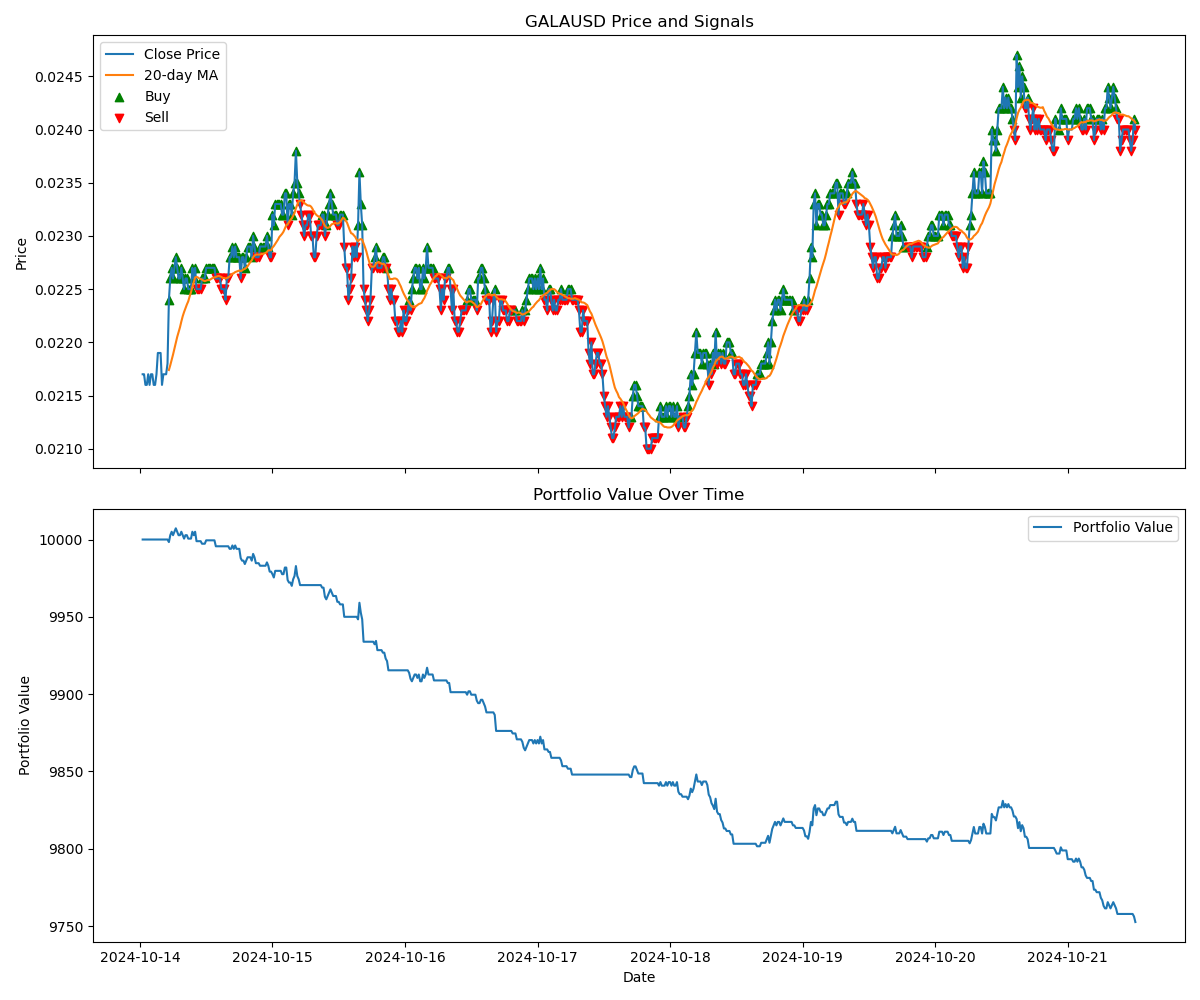 GALAUSD Price and Signals
Close Price
20-day MA
Buy
Sell
Price
0.0245
0.0240
0.0235
0.0230
0.0225
0.0220
0.0215
0.0210
Portfolio Value Over Time
Portfolio Value
Portfolio Value
10000
9950
9900
9850
9800
9750
2024-10-14 2024-10-15 2024-10-16 2024-10-17 2024-10-18 2024-10-19 2024-10-20 2024-10-21
Date